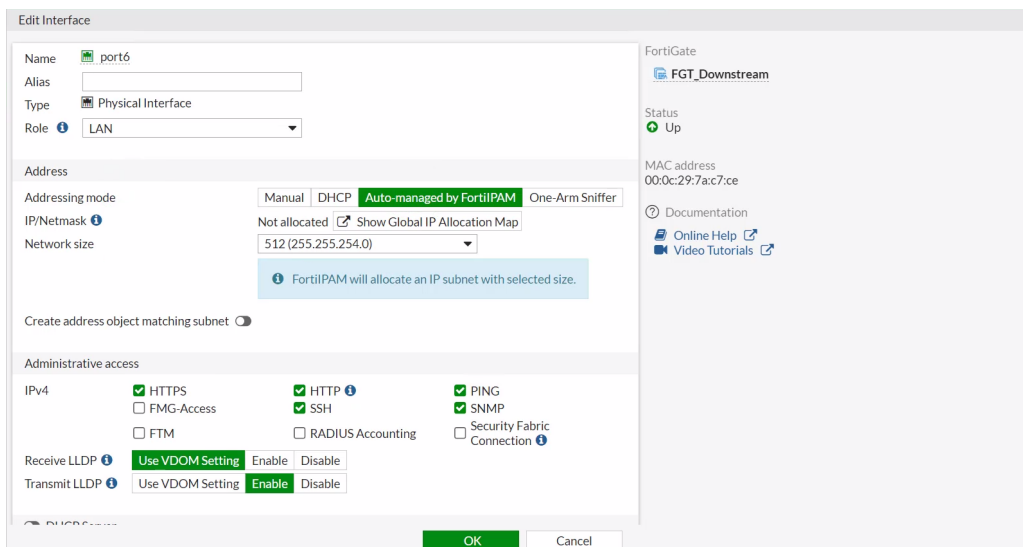 Edit Interface
Name port6
Alias
Type Physical Interface
Role LAN
Address
Addressing mode Manual DHCP Auto-managed by FortiIPAM One-Arm Sniffer
IP/Netmask Not allocated Show Global IP Allocation Map
Network size 512 (255.255.254.0)
FortiIPAM will allocate an IP subnet with selected size.
Create address object matching subnet
Administrative access
IPv4 HTTPS HTTP PING
FMG-Access SSH SNMP
FTM RADIUS Accounting Security Fabric
Connection
Receive LLDP Use VDOM Setting Enable Disable
Transmit LLDP Use VDOM Setting Enable Disable
DHCP Server
OK Cancel
FortiGate
FGT_Downstream
Status
Up
MAC address
00:0c:29:7a:c7:ce
Documentation
Online Help
Video Tutorials